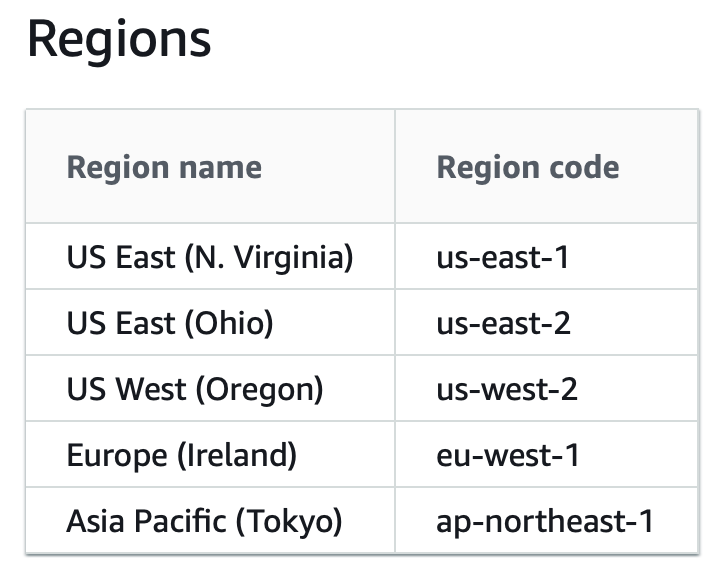 Regions
Region name Region code
US East (N. Virginia) us-east-1
US East (Ohio) us-east-2
US West (Oregon) us-west-2
Europe (Ireland) eu-west-1
Asia Pacific (Tokyo) ap-northeast-1